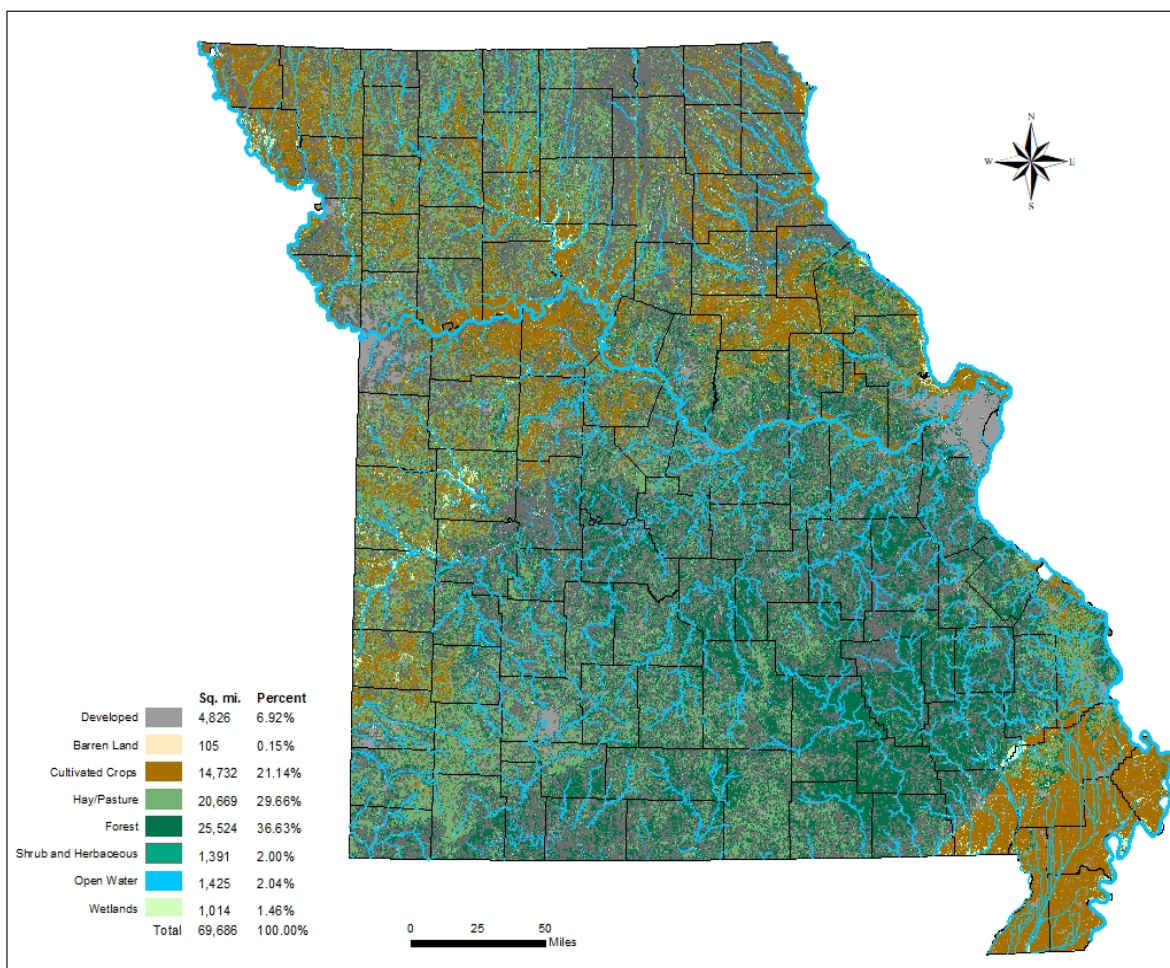 N
W E
S
Sq. mi. Percent
Developed 4,826 6.92%
Barren Land 105 0.15%
Cultivated Crops 14,732 21.14%
Hay/Pasture 20,669 29.66%
Forest 25,524 36.63%
Shrub and Herbaceous 1,391 2.00%
Open Water 1,425 2.04%
Wetlands 1,014 1.46%
Total 69,686 100.00%
0 25 50
Miles